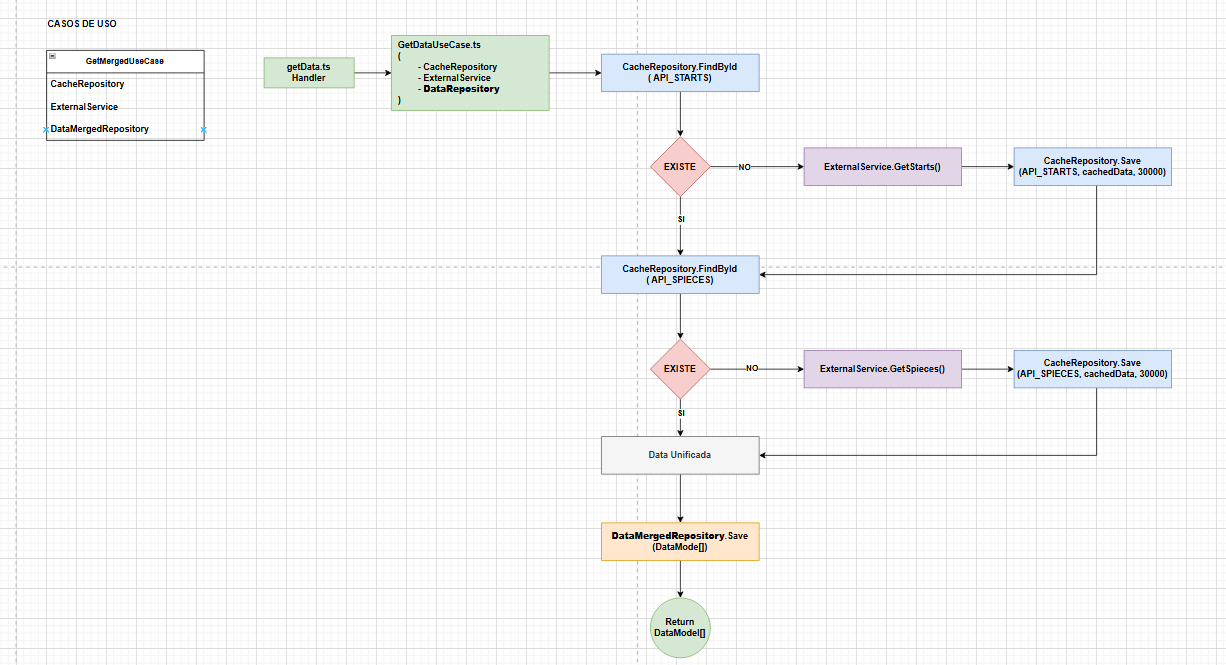 CASOS DE USO
GetMergedUseCase
CacheRepository
ExternalService
DataMergedRepository
getData.ts
Handler
GetDataUseCase.ts
(
- CacheRepository
- ExternalService
- DataRepository
)
CacheRepository.FindById
( API_STARTS)
EXISTE
NO
ExternalService.GetStarts()
CacheRepository.Save
(API_STARTS, cachedData, 30000)
SI
CacheRepository.FindById
( API_SPIECES)
EXISTE
NO
ExternalService.GetSpieces()
CacheRepository.Save
(API_SPIECES, cachedData, 30000)
SI
Data Unificada
DataMergedRepository.Save
(DataMode[])
Return
DataModel[]